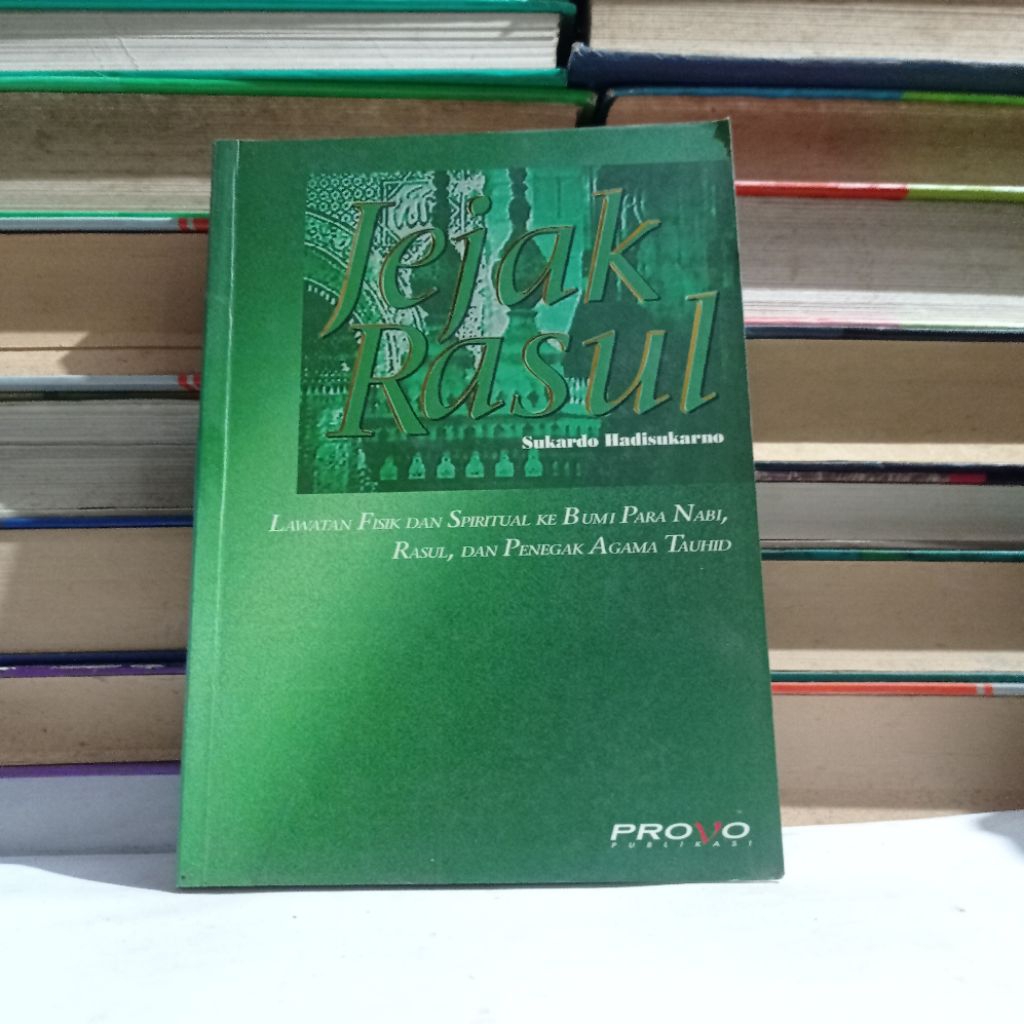 Jejak
Rasul
Sukardo Hadisukarno
LAWATAN FISIK DAN SPIRITUAL KE BUMI PARA NABI,
RASUL, DAN PENEGAK AGAMA TAUHID
PROVO
PUBLIKASI